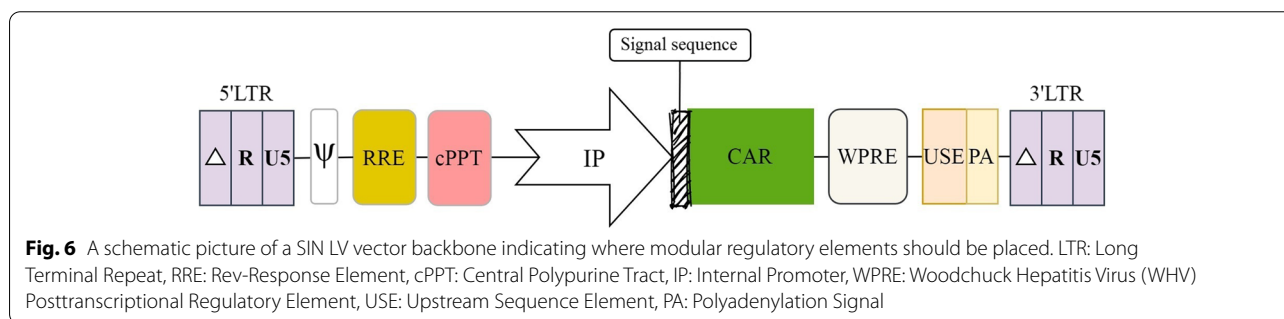 Signal sequence
5'LTR
3'LTR
△ R U5 Ψ RRE cPPT IP CAR WPRE USE PA △ R U5
Fig. 6 A schematic picture of a SIN LV vector backbone indicating where modular regulatory elements should be placed. LTR: Long
Terminal Repeat, RRE: Rev-Response Element, cPPT: Central Polypurine Tract, IP: Internal Promoter, WPRE: Woodchuck Hepatitis Virus (WHV)
Posttranscriptional Regulatory Element, USE: Upstream Sequence Element, PA: Polyadenylation Signal